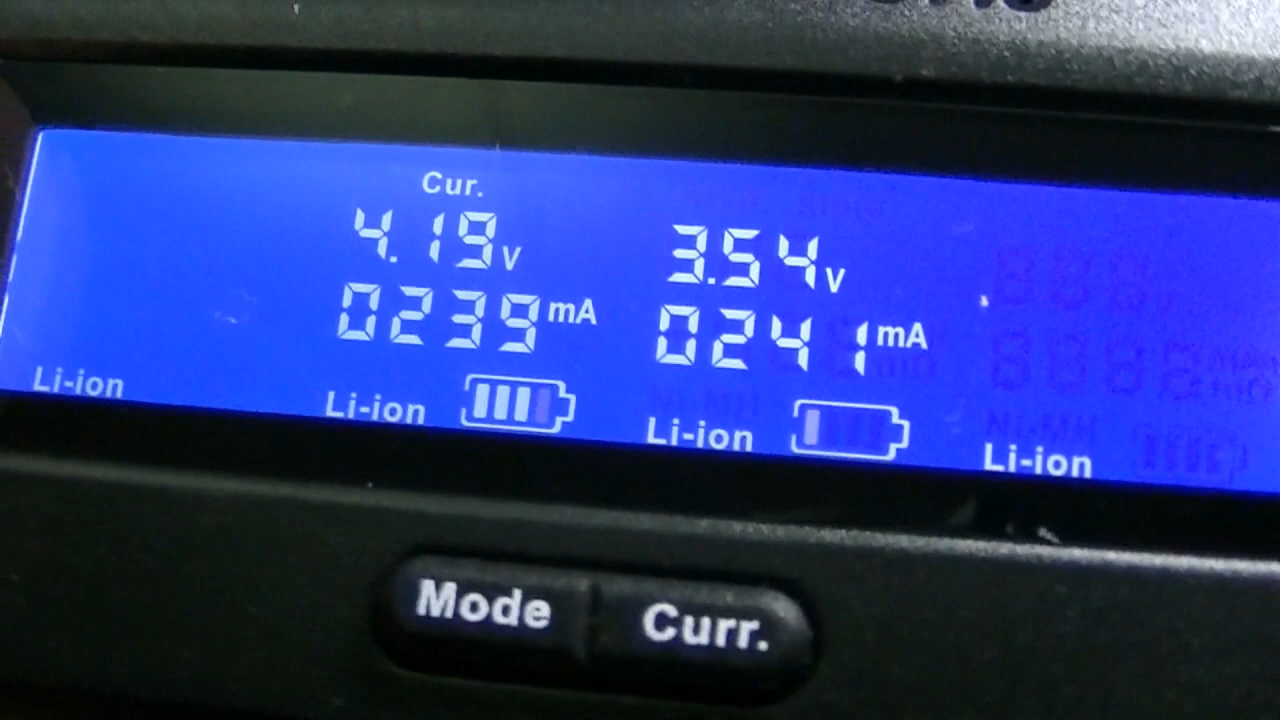 Cur.
4.19V 3.54V
0239mA 0241mA
Li-ion Li-ion Li-ion Li-ion
Mode Curr.